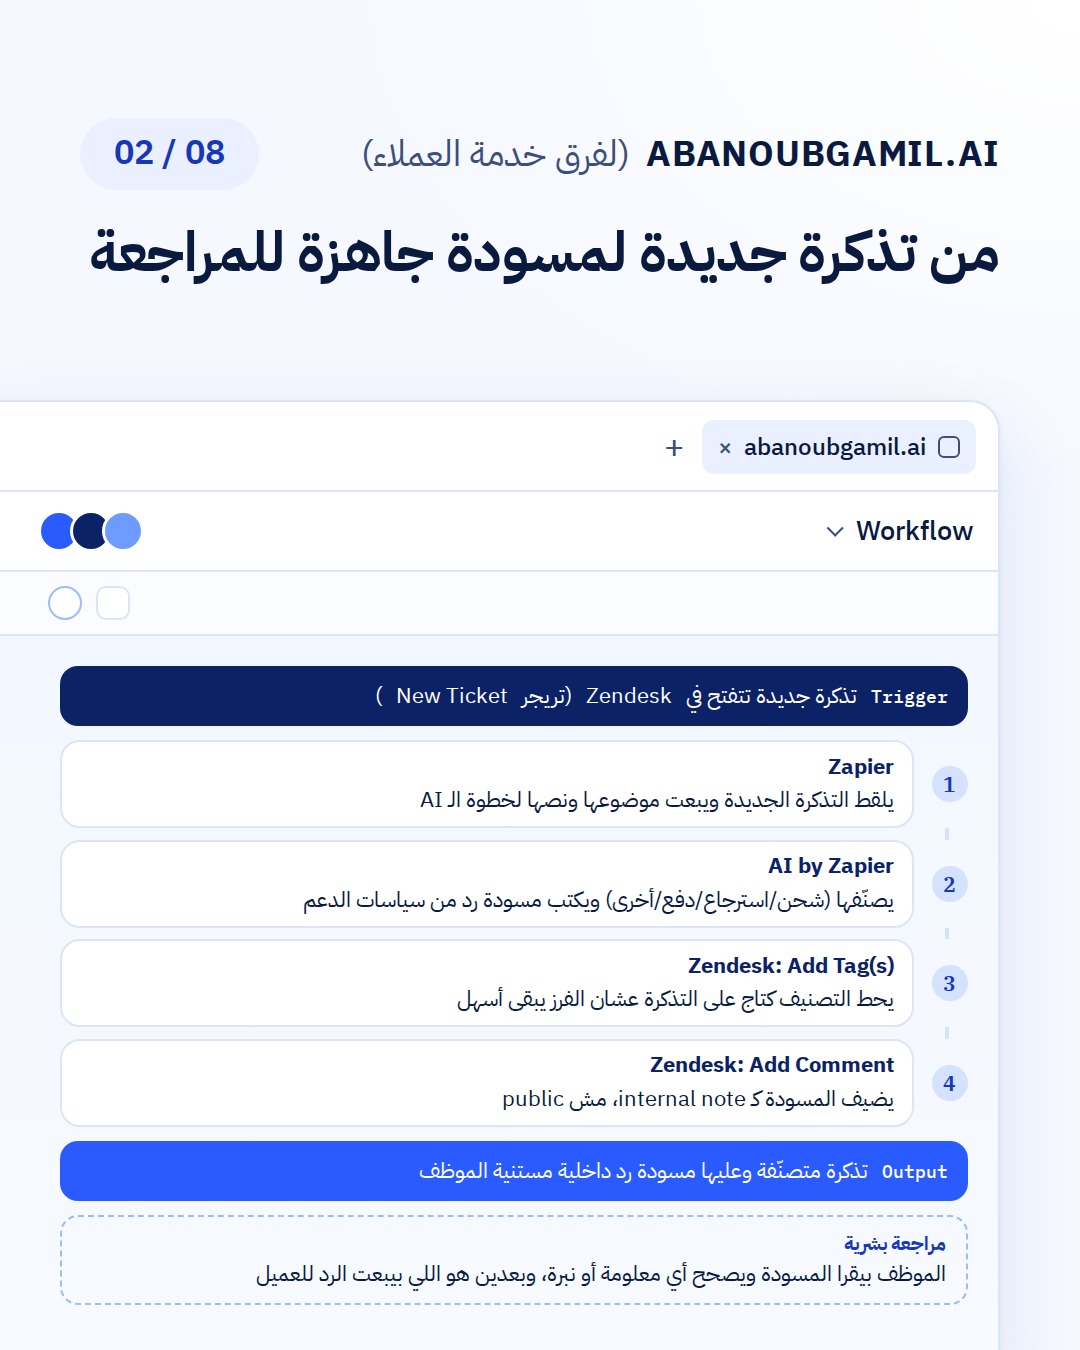 ABANOUBGAMIL.AI (لفرق خدمة العملاء) 02 / 08
من تذكرة جديدة لمسودة جاهزة للمراجعة
abanoubgamil.ai × +
Workflow
Trigger تذكرة جديدة تتفتح في Zendesk (تريجر New Ticket )
1 Zapier
يلقط التذكرة الجديدة ويبعت موضوعها ونصها لخطوة الـ AI
2 AI by Zapier
يصنّفها (شحن/استرجاع/دفع/أخرى) ويكتب مسودة رد من سياسات الدعم
3 Zendesk: Add Tag(s)
يحط التصنيف كتاج على التذكرة عشان الفرز يبقى أسهل
4 Zendesk: Add Comment
يضيف المسودة كـ internal note، مش public
Output تذكرة متصنّفة وعليها مسودة رد داخلية مستنية الموظف
مراجعة بشرية
الموظف بيقرا المسودة ويصحح أي معلومة أو نبرة، وبعدين هو اللي بيبعت الرد للعميل